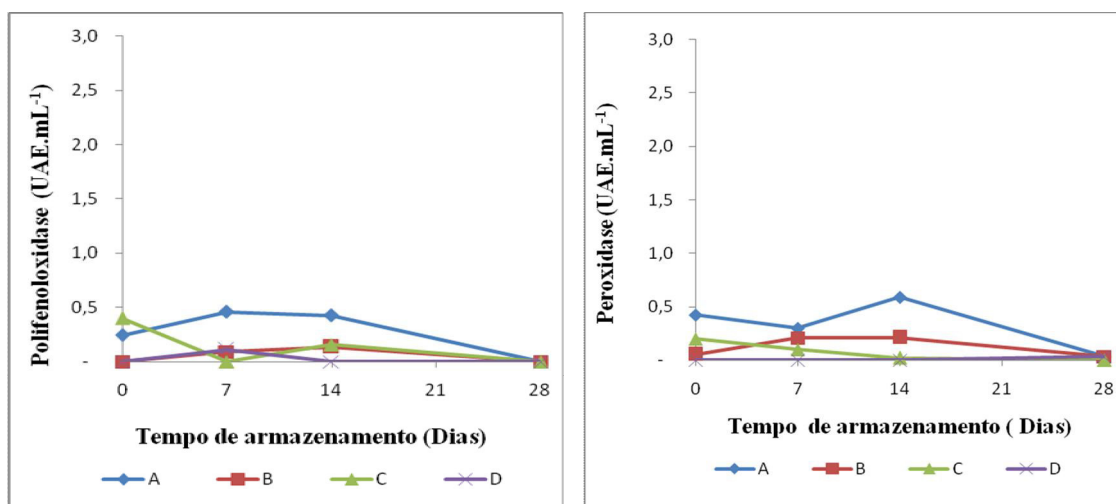 Polifenoloxidase (UAE.mL⁻¹)
3,0
2,5
2,0
1,5
1,0
0,5
-
0 7 14 21 28
Tempo de armazenamento (Dias)
A B C D
Peroxidase (UAE.mL⁻¹)
3,0
2,5
2,0
1,5
1,0
0,5
-
0 7 14 21 28
Tempo de armazenamento ( Dias)
A B C D